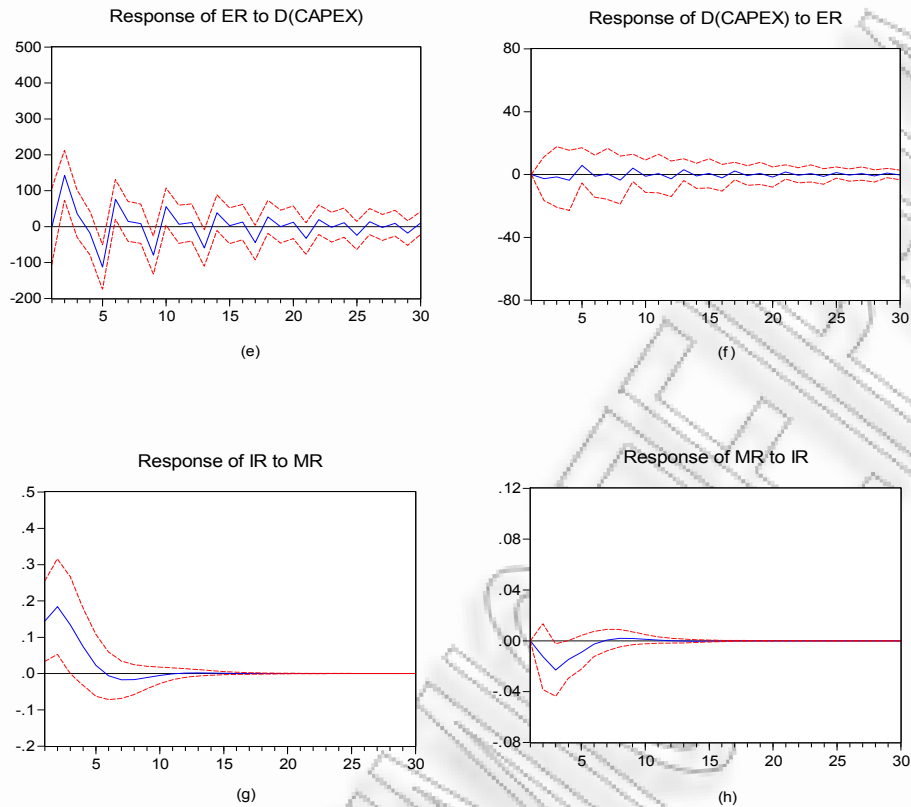 Response of ER to D(CAPEX)
500
400
300
200
100
0
-100
-200
5 10 15 20 25 30
(e)
Response of D(CAPEX) to ER
80
40
0
-40
-80
5 10 15 20 25 30
(f)
Response of IR to MR
.5
.4
.3
.2
.1
.0
-.1
-.2
5 10 15 20 25 30
(g)
Response of MR to IR
.12
.08
.04
.00
-.04
-.08
5 10 15 20 25 30
(h)